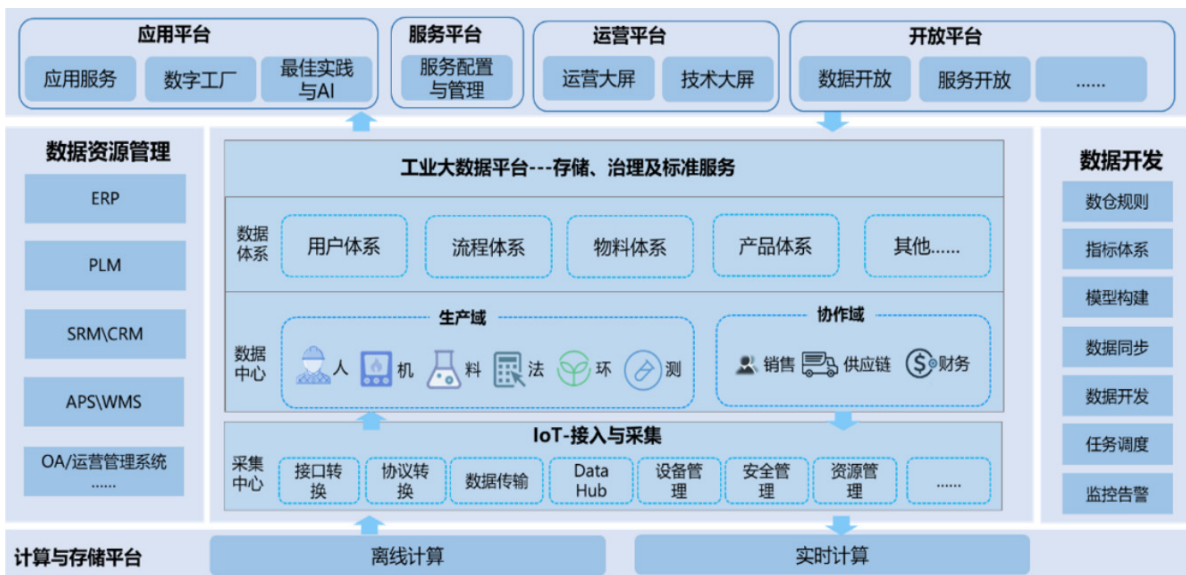 应用平台
应用服务
数字工厂
最佳实践
与AI
服务平台
服务配置
与管理
运营平台
运营大屏
技术大屏
开放平台
数据开放
服务开放
......
数据资源管理
ERP
PLM
SRM\CRM
APS\WMS
OA/运营管理系统
......
工业大数据平台---存储、治理及标准服务
数据
体系
用户体系
流程体系
物料体系
产品体系
其他......
数据
中心
生产域
人
机
料
法
环
测
协作域
销售
供应链
财务
IoT-接入与采集
采集
中心
接口转
换
协议转
换
数据传输
Data
Hub
设备管
理
安全管
理
资源管
理
......
数据开发
数仓规则
指标体系
模型构建
数据同步
数据开发
任务调度
监控告警
计算与存储平台
离线计算
实时计算